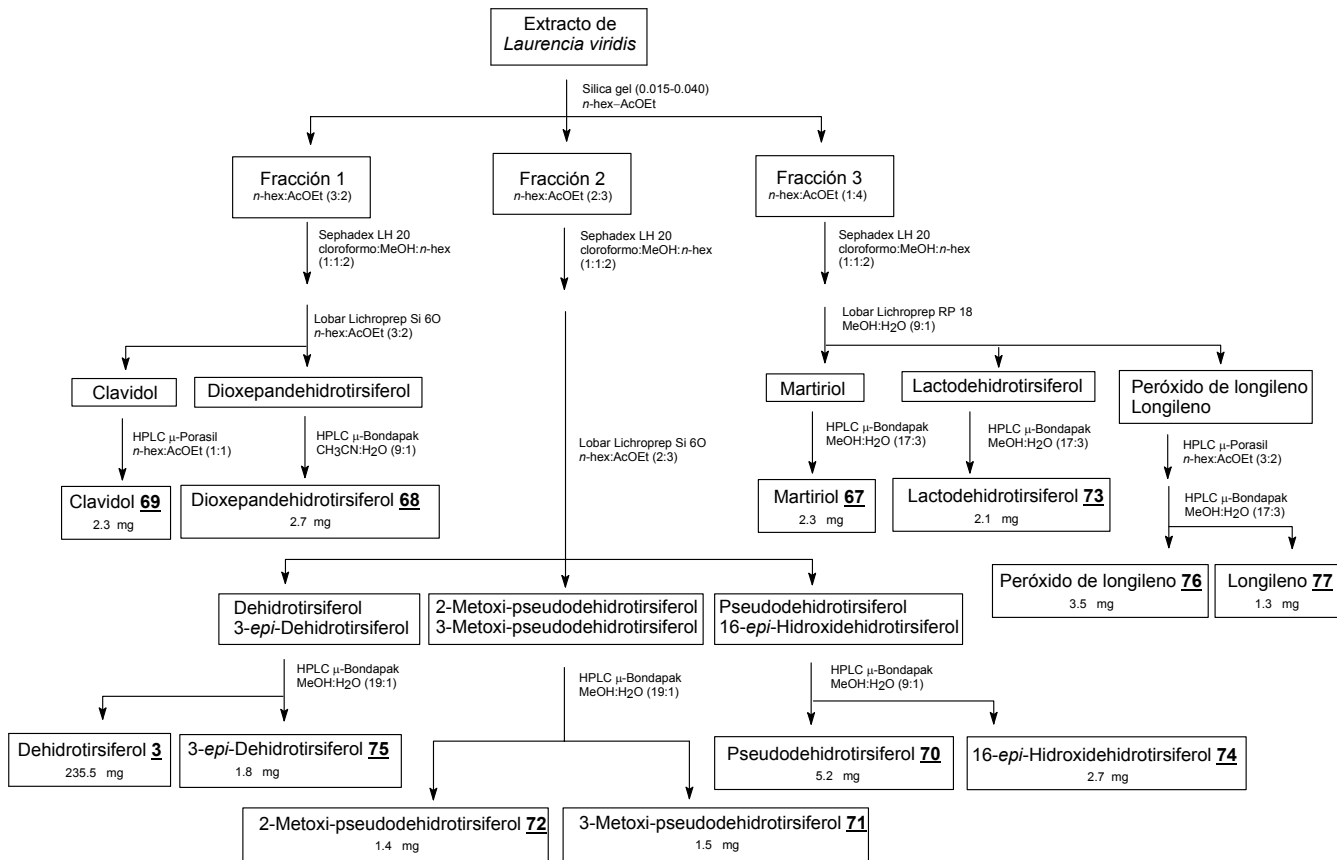 Extracto de
Laurencia viridis
Silica gel (0.015-0.040)
n-hex–AcOEt
Fracción 1
n-hex:AcOEt (3:2)
Fracción 2
n-hex:AcOEt (2:3)
Fracción 3
n-hex:AcOEt (1:4)
Sephadex LH 20
cloroformo:MeOH:n-hex
(1:1:2)
Sephadex LH 20
cloroformo:MeOH:n-hex
(1:1:2)
Sephadex LH 20
cloroformo:MeOH:n-hex
(1:1:2)
Lobar Lichroprep Si 6O
n-hex:AcOEt (3:2)
Lobar Lichroprep RP 18
MeOH:H2O (9:1)
Clavidol
Dioxepandehidrotirsiferol
Martiriol
Lactodehidrotirsiferol
Peróxido de longileno
Longileno
HPLC μ-Porasil
n-hex:AcOEt (1:1)
HPLC μ-Bondapak
CH3CN:H2O (9:1)
Lobar Lichroprep Si 6O
n-hex:AcOEt (2:3)
HPLC μ-Bondapak
MeOH:H2O (17:3)
HPLC μ-Bondapak
MeOH:H2O (17:3)
HPLC μ-Porasil
n-hex:AcOEt (3:2)
Clavidol 69
2.3 mg
Dioxepandehidrotirsiferol 68
2.7 mg
Martiriol 67
2.3 mg
Lactodehidrotirsiferol 73
2.1 mg
HPLC μ-Bondapak
MeOH:H2O (17:3)
Peróxido de longileno 76
3.5 mg
Longileno 77
1.3 mg
Dehidrotirsiferol
3-epi-Dehidrotirsiferol
2-Metoxi-pseudodehidrotirsiferol
3-Metoxi-pseudodehidrotirsiferol
Pseudodehidrotirsiferol
16-epi-Hidroxidehidrotirsiferol
HPLC μ-Bondapak
MeOH:H2O (19:1)
HPLC μ-Bondapak
MeOH:H2O (19:1)
HPLC μ-Bondapak
MeOH:H2O (9:1)
Dehidrotirsiferol 3
235.5 mg
3-epi-Dehidrotirsiferol 75
1.8 mg
Pseudodehidrotirsiferol 70
5.2 mg
16-epi-Hidroxidehidrotirsiferol 74
2.7 mg
2-Metoxi-pseudodehidrotirsiferol 72
1.4 mg
3-Metoxi-pseudodehidrotirsiferol 71
1.5 mg